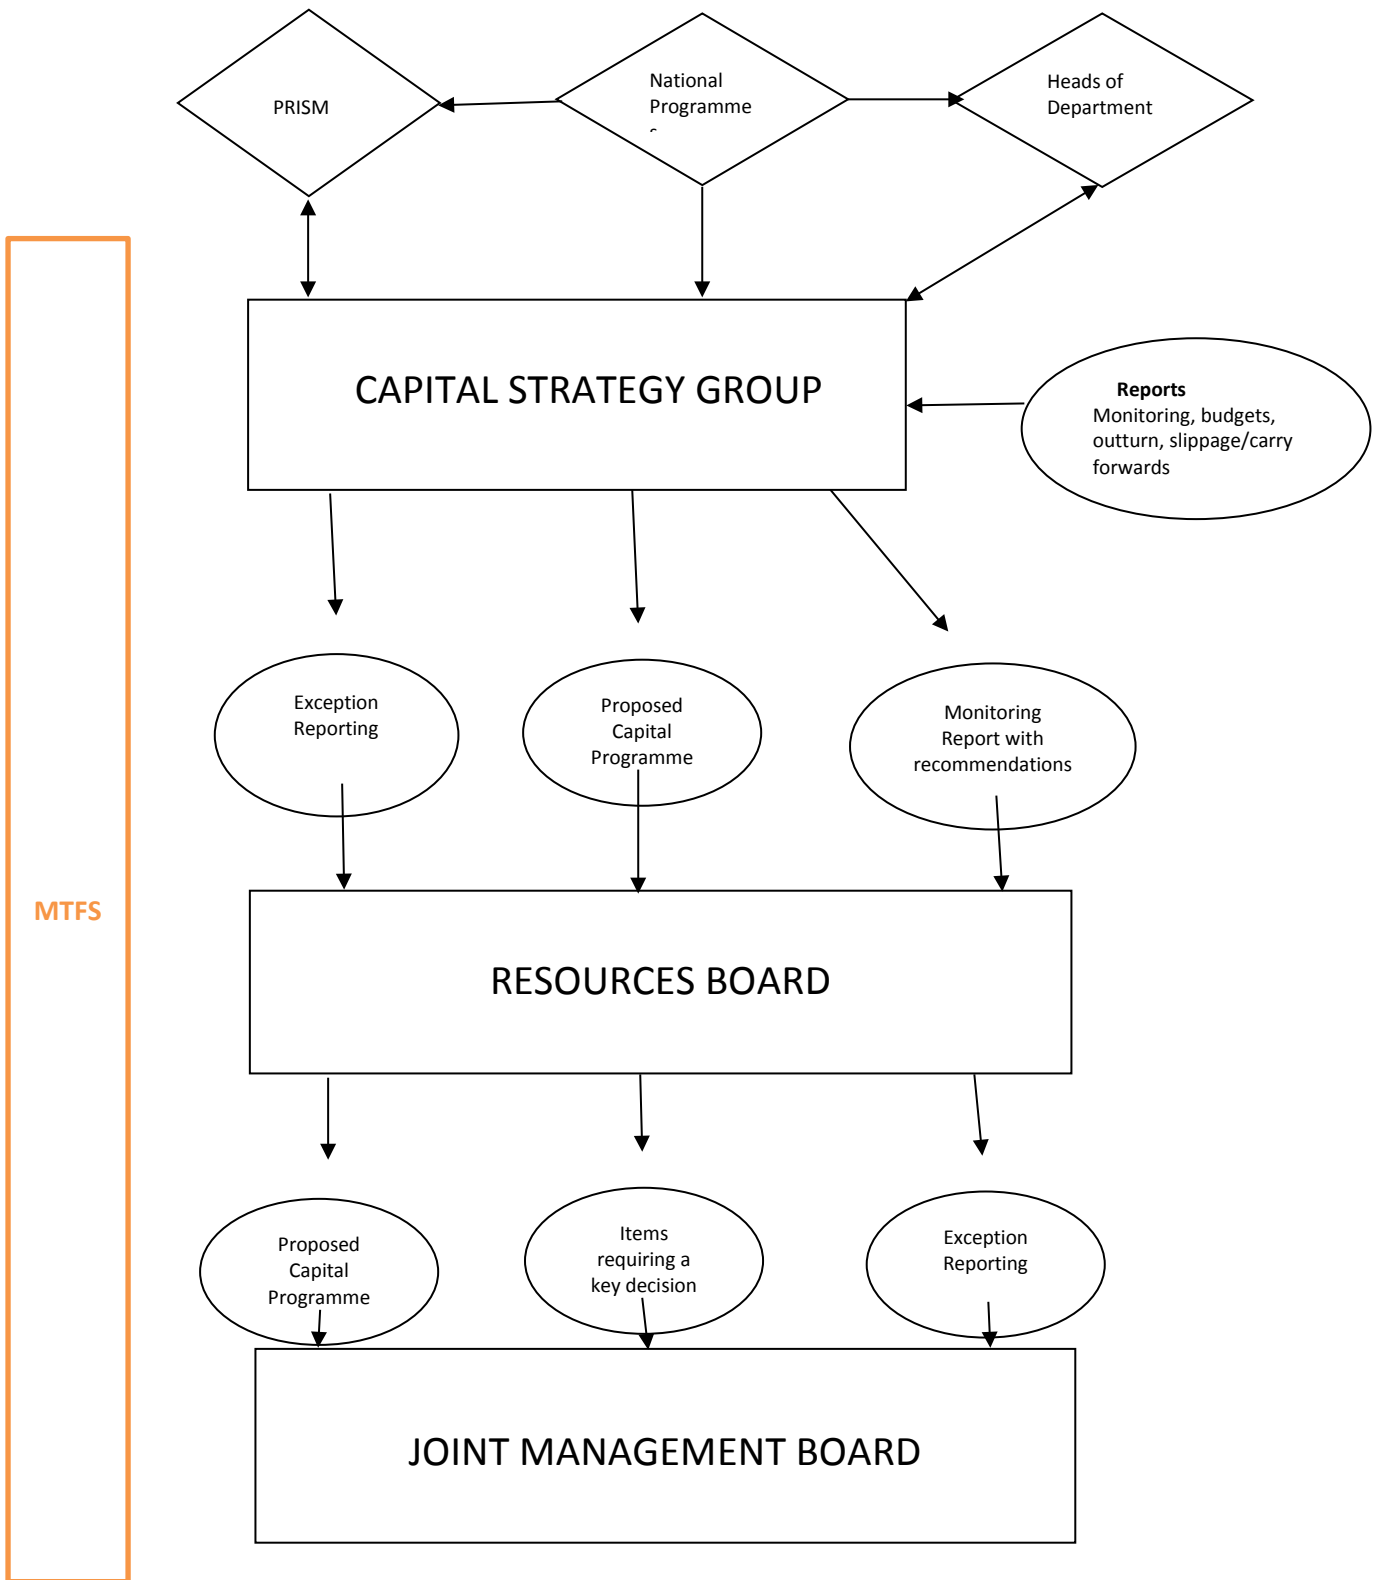 PRISM
National
Programme
Heads of
Department
CAPITAL STRATEGY GROUP
Reports
Monitoring, budgets,
outturn, slippage/carry
forwards
Exception
Reporting
Proposed
Capital
Programme
Monitoring
Report with
recommendations
MTFS
RESOURCES BOARD
Proposed
Capital
Programme
Items
requiring a
key decision
Exception
Reporting
JOINT MANAGEMENT BOARD